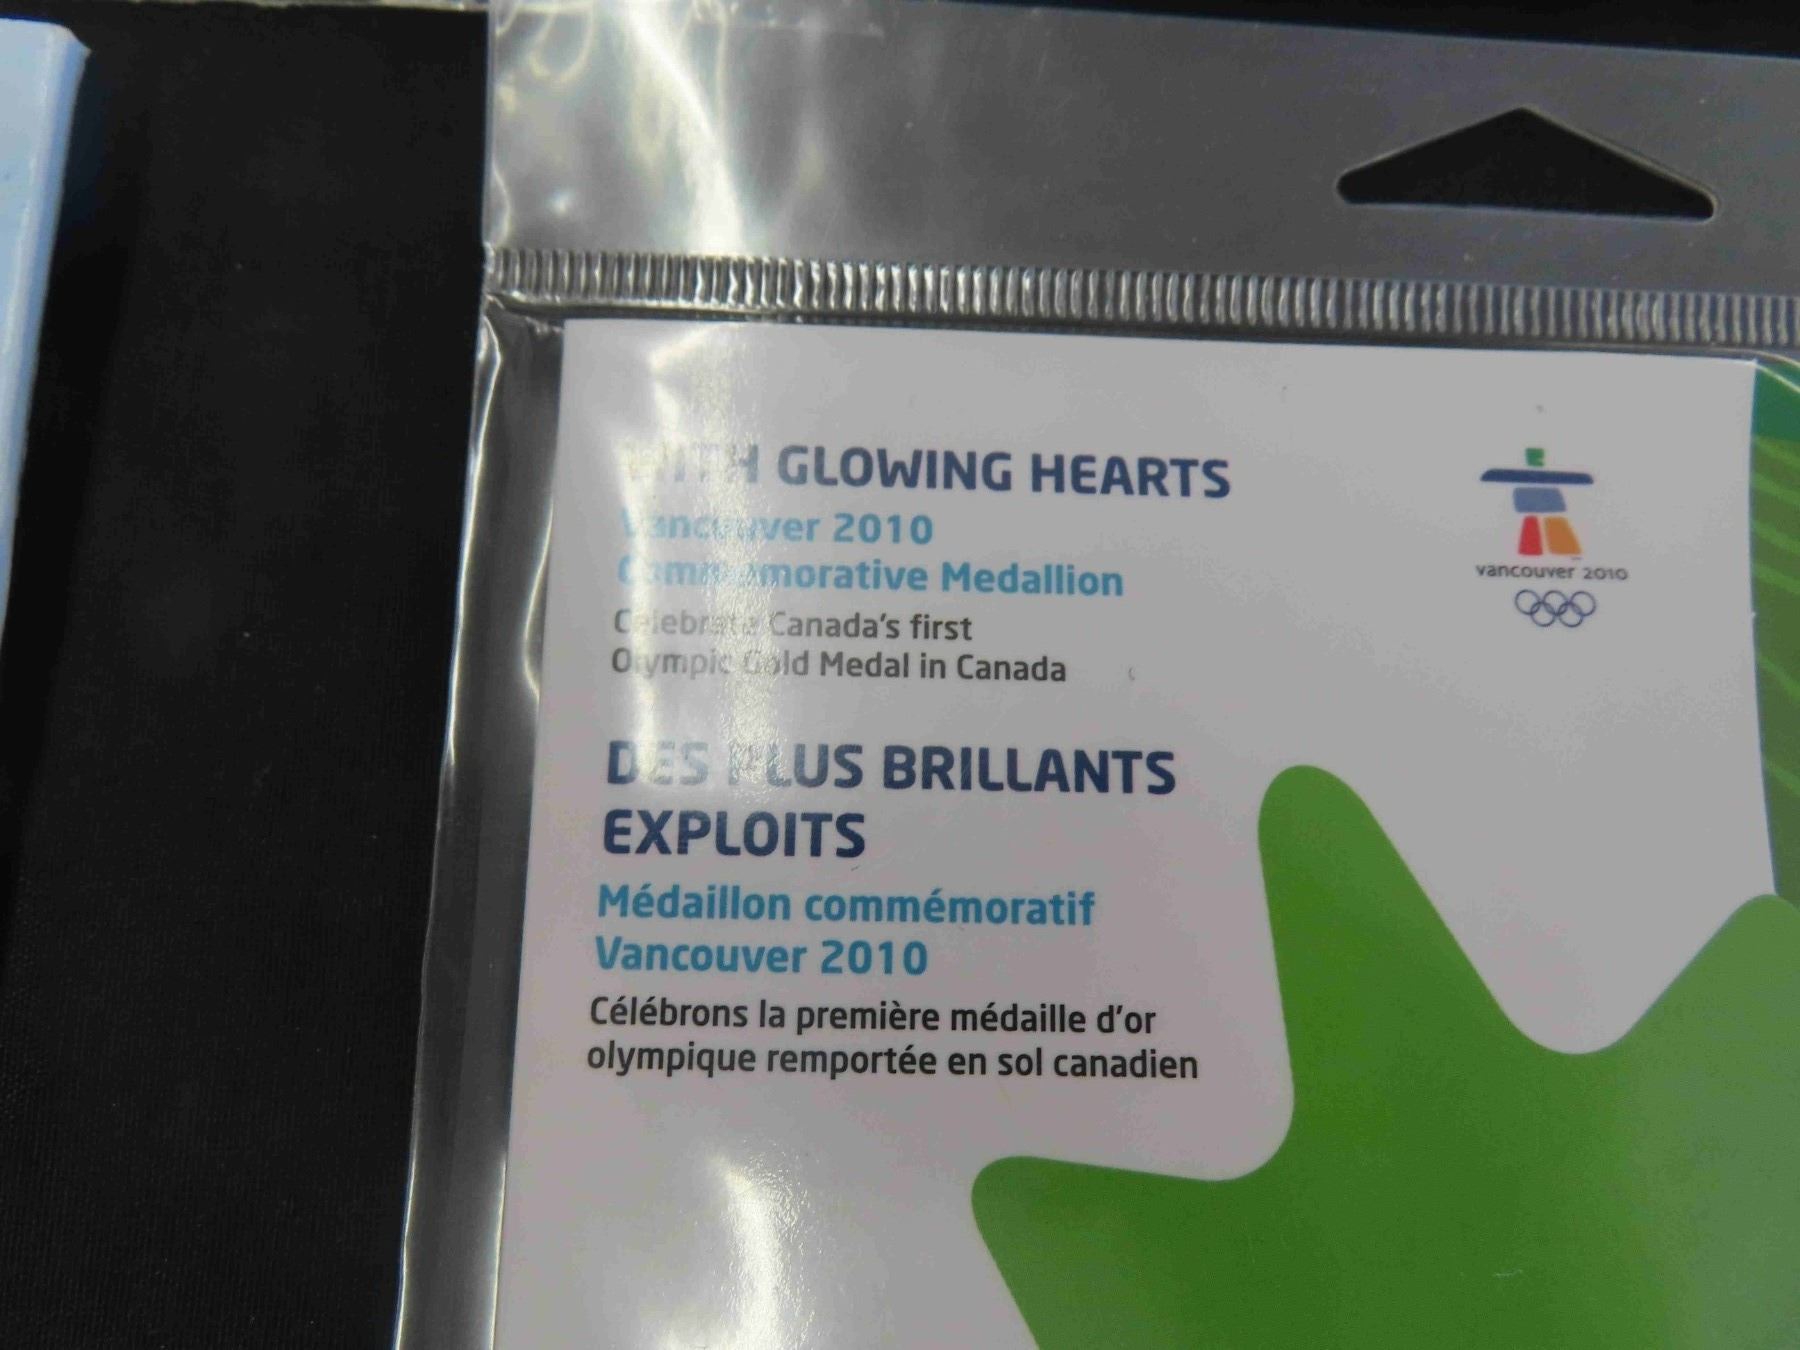 WITH GLOWING HEARTS
Vancouver 2010
Commemorative Medallion
Celebrate Canada's first
Olympic Gold Medal in Canada
vancouver 2010
DES PLUS BRILLANTS
EXPLOITS
Médaillon commémoratif
Vancouver 2010
Célébrons la première médaille d'or
olympique remportée en sol canadien